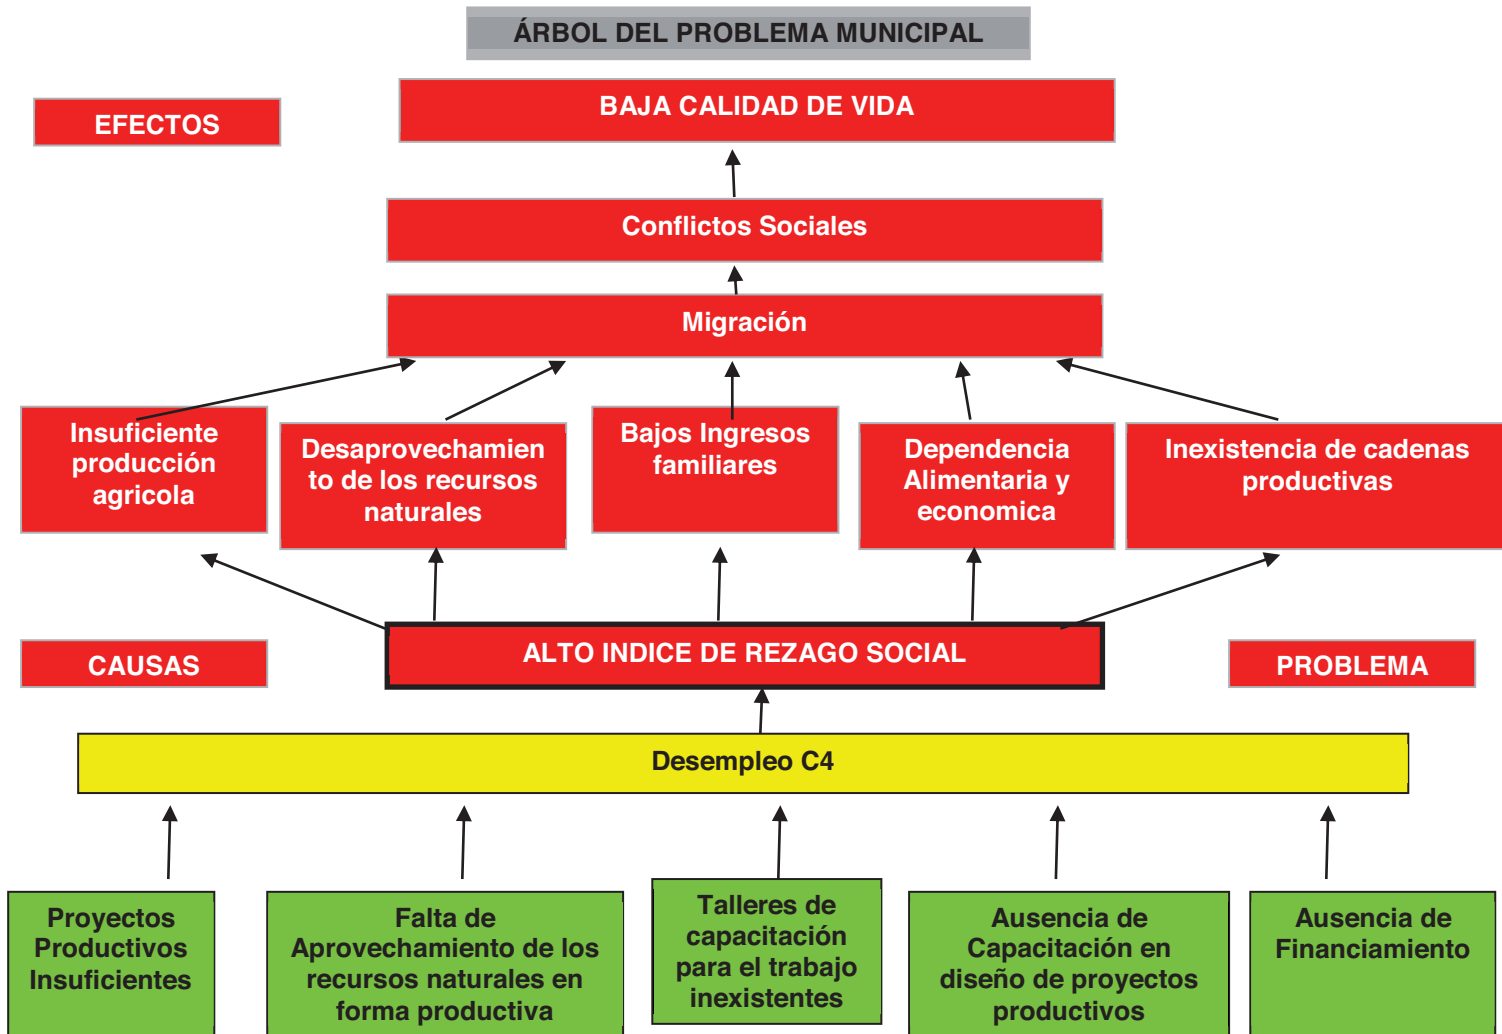 ÁRBOL DEL PROBLEMA MUNICIPAL
EFECTOS
BAJA CALIDAD DE VIDA
Conflictos Sociales
Migración
Insuficiente
producción
agricola
Desaprovechamien
to de los recursos
naturales
Bajos Ingresos
familiares
Dependencia
Alimentaria y
economica
Inexistencia de cadenas
productivas
CAUSAS
ALTO INDICE DE REZAGO SOCIAL
PROBLEMA
Desempleo C4
Proyectos
Productivos
Insuficientes
Falta de
Aprovechamiento de los
recursos naturales en
forma productiva
Talleres de
capacitación
para el trabajo
inexistentes
Ausencia de
Capacitación en
diseño de proyectos
productivos
Ausencia de
Financiamiento